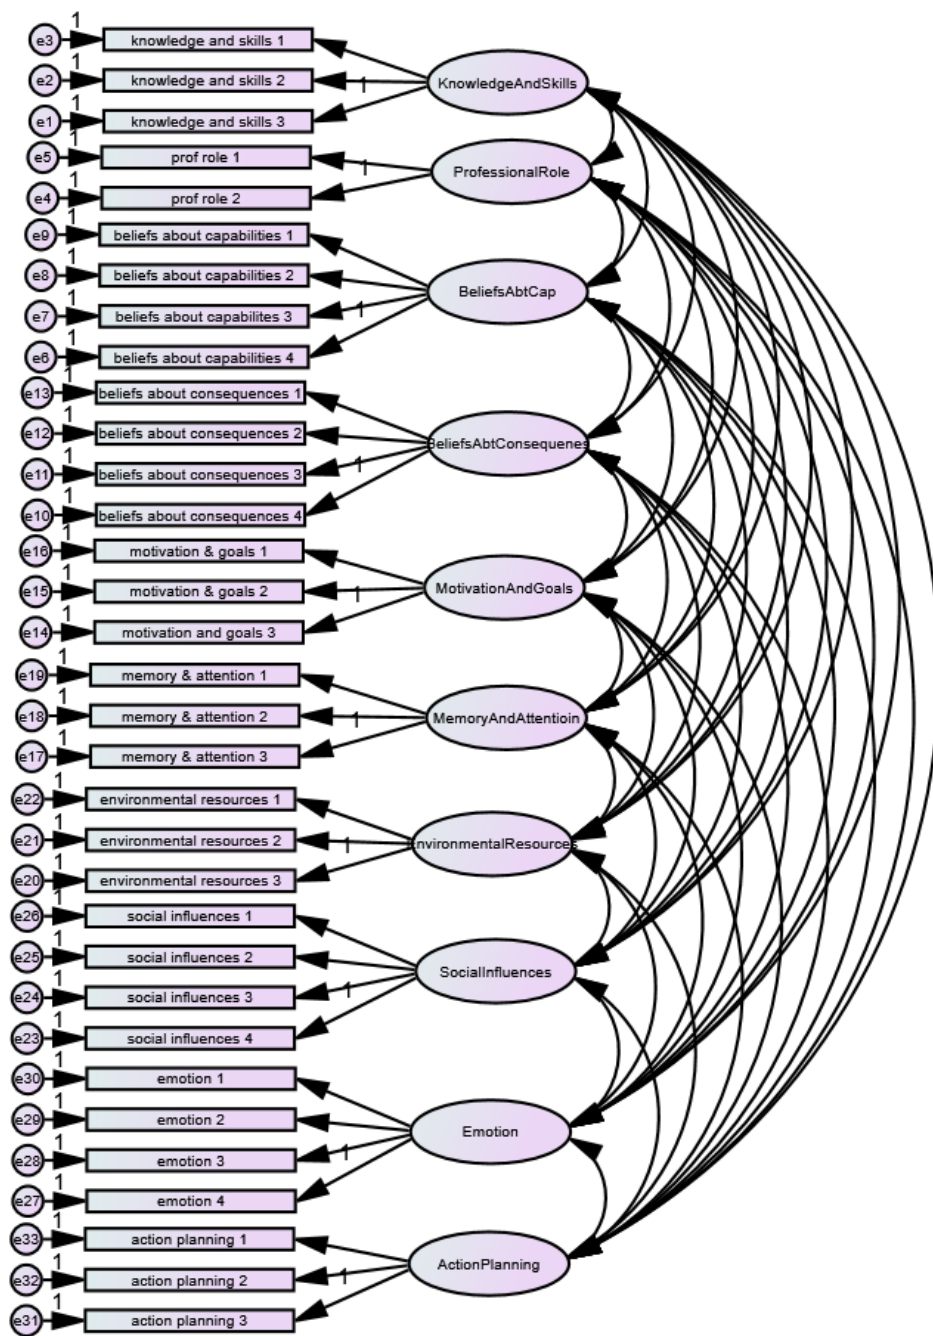 1
e3
knowledge and skills 1
1
e2
knowledge and skills 2
1
KnowledgeAndSkills
1
e1
knowledge and skills 3
1
e5
prof role 1
1
ProfessionalRole
1
e4
prof role 2
1
e9
beliefs about capabilities 1
1
e8
beliefs about capabilities 2
BeliefsAbtCap
1
e7
beliefs about capabilites 3
1
1
e6
beliefs about capabilities 4
1
e13
beliefs about consequences 1
1
e12
beliefs about consequences 2
BeliefsAbtConsequenes
1
e11
beliefs about consequences 3
1
1
e10
beliefs about consequences 4
1
e16
motivation & goals 1
1
e15
motivation & goals 2
1
MotivationAndGoals
1
e14
motivation and goals 3
1
e19
memory & attention 1
1
e18
memory & attention 2
1
MemoryAndAttentioin
1
e17
memory & attention 3
1
e22
environmental resources 1
1
e21
environmental resources 2
1
nvironmentalResources
1
e20
environmental resources 3
1
e26
social influences 1
1
e25
social influences 2
SocialInfluences
1
e24
social influences 3
1
1
e23
social influences 4
1
e30
emotion 1
1
e29
emotion 2
Emotion
1
e28
emotion 3
1
1
e27
emotion 4
1
e33
action planning 1
1
e32
action planning 2
1
ActionPlanning
1
e31
action planning 3